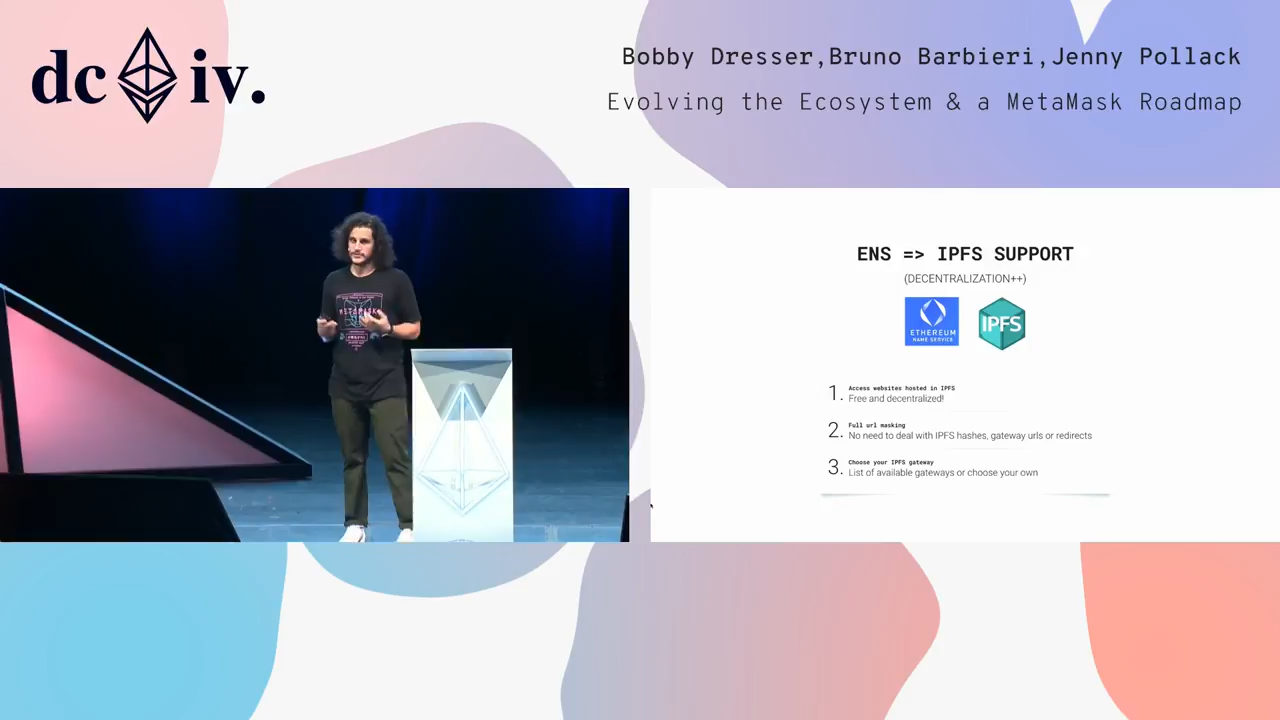 dc iv.
Bobby Dresser,Bruno Barbieri,Jenny Pollack
Evolving the Ecosystem & a MetaMask Roadmap
METAMASK
ENS => IPFS SUPPORT
(DECENTRALIZATION++)
ETHEREUM
NAME SERVICE
IPFS
1. Access websites hosted in IPFS
Free and decentralized!
2. Full url masking
No need to deal with IPFS hashes, gateway urls or redirects
3. Choose your IPFS gateway
List of available gateways or choose your own